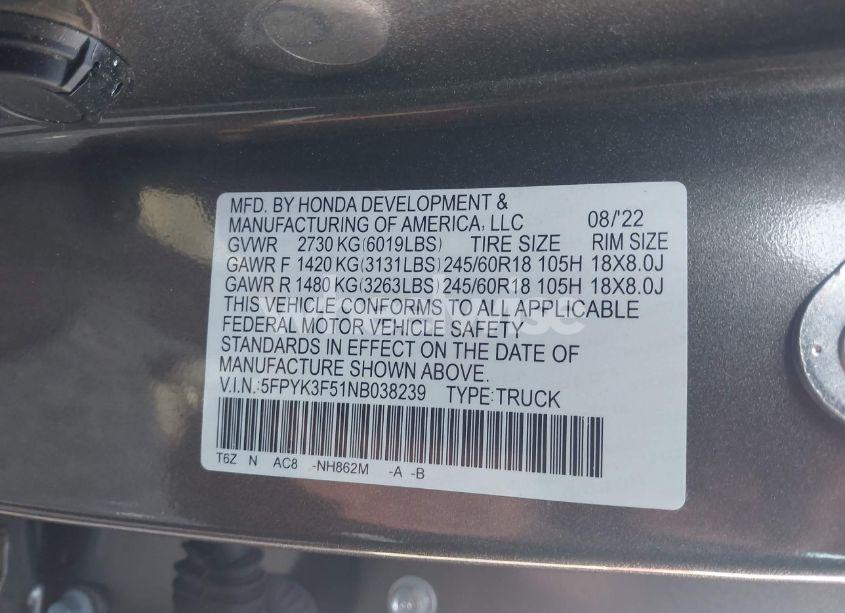 MFD. BY HONDA DEVELOPMENT &
MANUFACTURING OF AMERICA, LLC 08/'22
GVWR 2730 KG(6019LBS) TIRE SIZE RIM SIZE
GAWR F 1420 KG(3131LBS) 245/60R18 105H 18X8.0J
GAWR R 1480 KG(3263LBS) 245/60R18 105H 18X8.0J
THIS VEHICLE CONFORMS TO ALL APPLICABLE
FEDERAL MOTOR VEHICLE SAFETY
STANDARDS IN EFFECT ON THE DATE OF
MANUFACTURE SHOWN ABOVE.
V.I.N.:5FPYK3F51NB038239 TYPE:TRUCK
T6Z N AC8 -NH862M -A -B